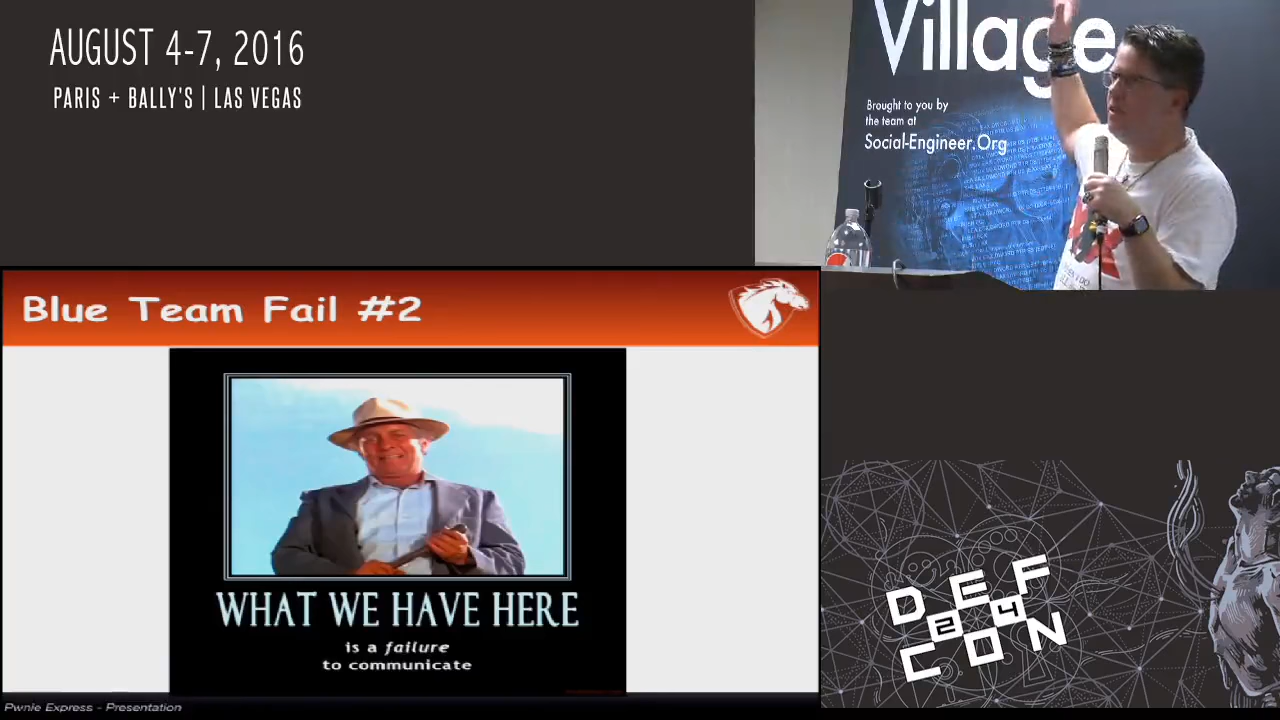 AUGUST 4-7, 2016
PARIS + BALLY'S | LAS VEGAS
Village
Brought to you by
the team at
Social-Engineer.Org
Blue Team Fail #2
WHAT WE HAVE HERE
is a failure
to communicate
Pwnie Express - Presentation
DEF
24
CON